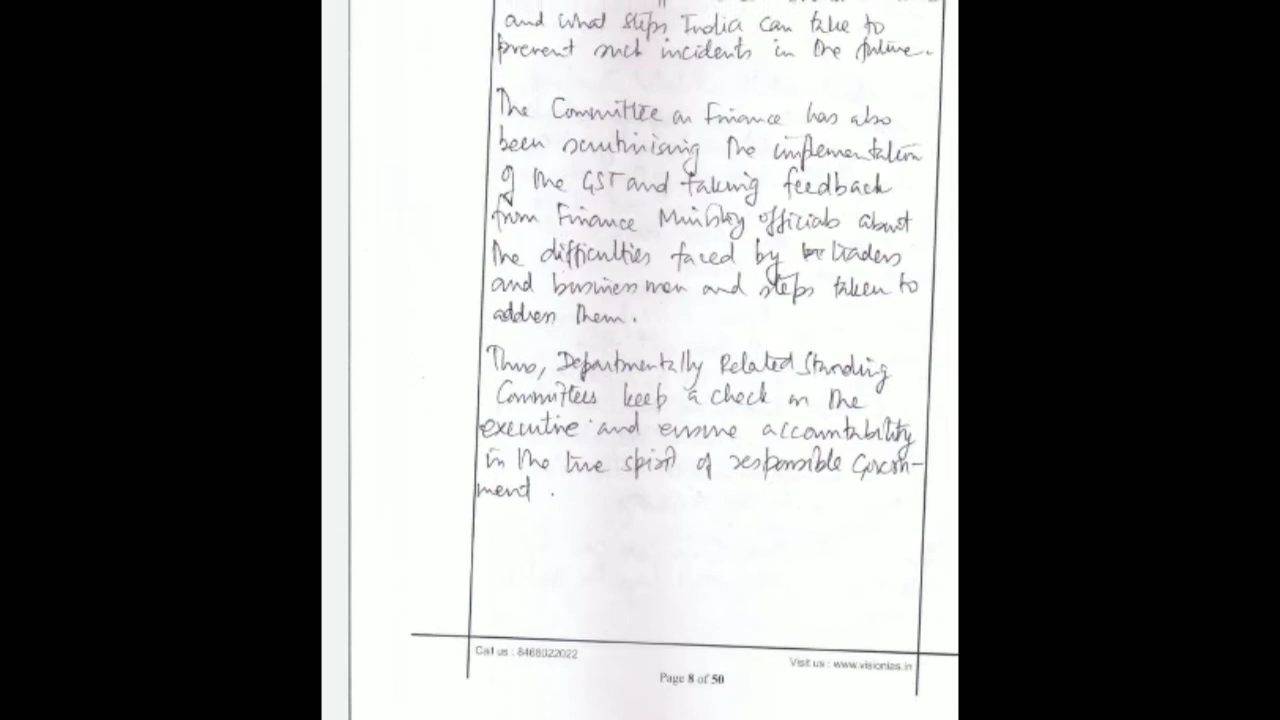 and what steps India can take to
prevent such incidents in the future.
The Committee on Finance has also
been scrutinising the implementation
of the GST and taking feedback
from Finance Ministry officials about
the difficulties faced by traders
and businessmen and steps taken to
address them.
Thus, Departmentally Related Standing
Committees keep a check on the
executive and ensure accountability
in the true spirit of responsible Govern-
ment.
Call us : 8468022022
Visit us : www.visionias.in
Page 8 of 50